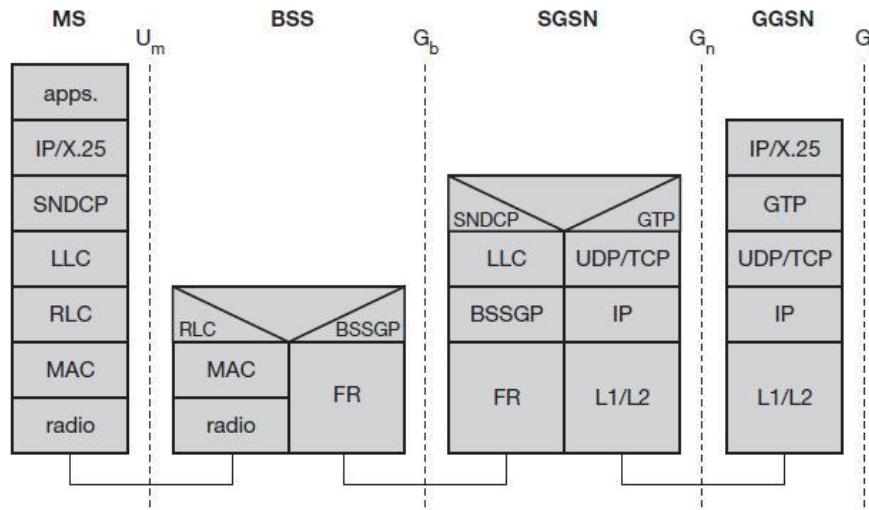 MS BSS SGSN GGSN
Um Gb Gn G
apps.
IP/X.25 IP/X.25
SNDCP SNDCP GTP GTP
LLC LLC UDP/TCP UDP/TCP
RLC RLC BSSGP BSSGP IP IP
MAC MAC FR FR L1/L2 L1/L2
radio radio